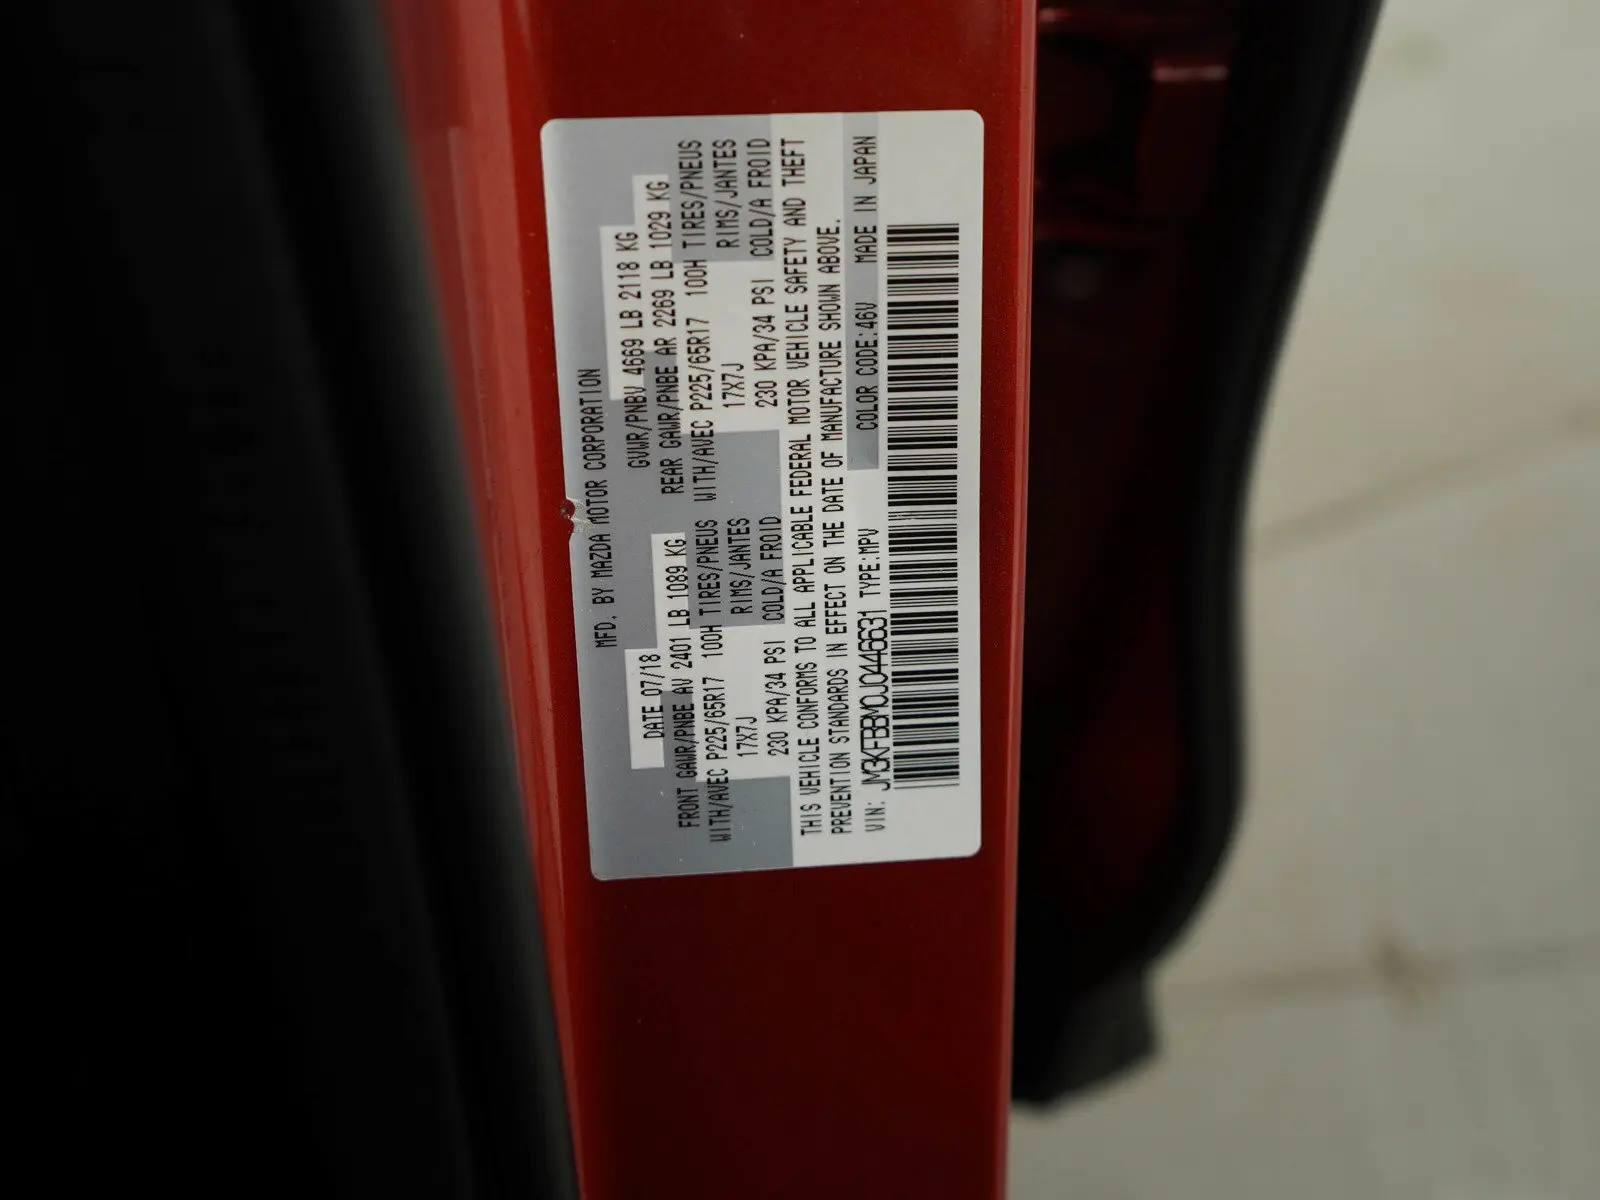 MFD. BY MAZDA MOTOR CORPORATION
DATE 07/18 GVWR/PNBV 4669 LB 2118 KG
FRONT GAWR/PNBE AV 2401 LB 1089 KG REAR GAWR/PNBE AR 2269 LB 1029 KG
WITH/AVEC P225/65R17 100H TIRES/PNEUS WITH/AVEC P225/65R17 100H TIRES/PNEUS
17X7J RIMS/JANTES 17X7J RIMS/JANTES
230 KPA/34 PSI COLD/A FROID 230 KPA/34 PSI COLD/A FROID
THIS VEHICLE CONFORMS TO ALL APPLICABLE FEDERAL MOTOR VEHICLE SAFETY AND THEFT
PREVENTION STANDARDS IN EFFECT ON THE DATE OF MANUFACTURE SHOWN ABOVE.
VIN: JM3KFBBM0J0446631 TYPE:MPV COLOR CODE:46V MADE IN JAPAN